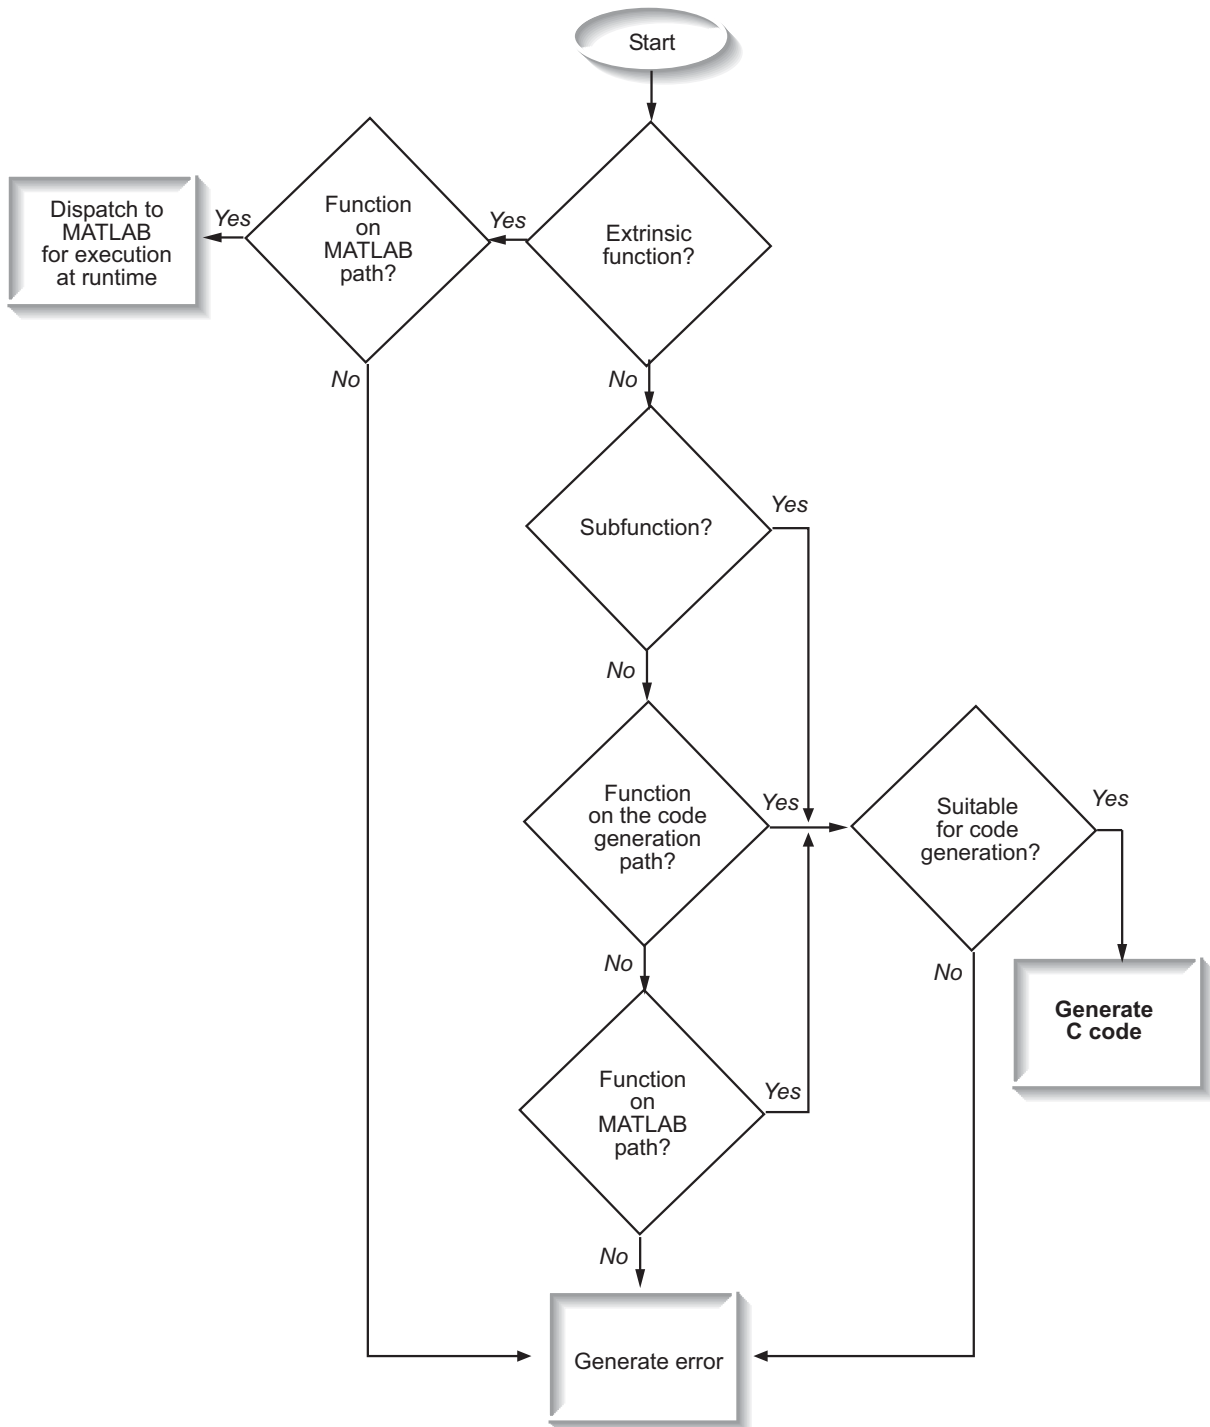 Start
Extrinsic
function?
Yes
Function
on
MATLAB
path?
Yes
Dispatch to
MATLAB
for execution
at runtime
No
No
Subfunction?
Yes
No
Function
on the code
generation
path?
Yes
Suitable
for code
generation?
Yes
No
No
Generate
C code
Function
on
MATLAB
path?
Yes
No
Generate error